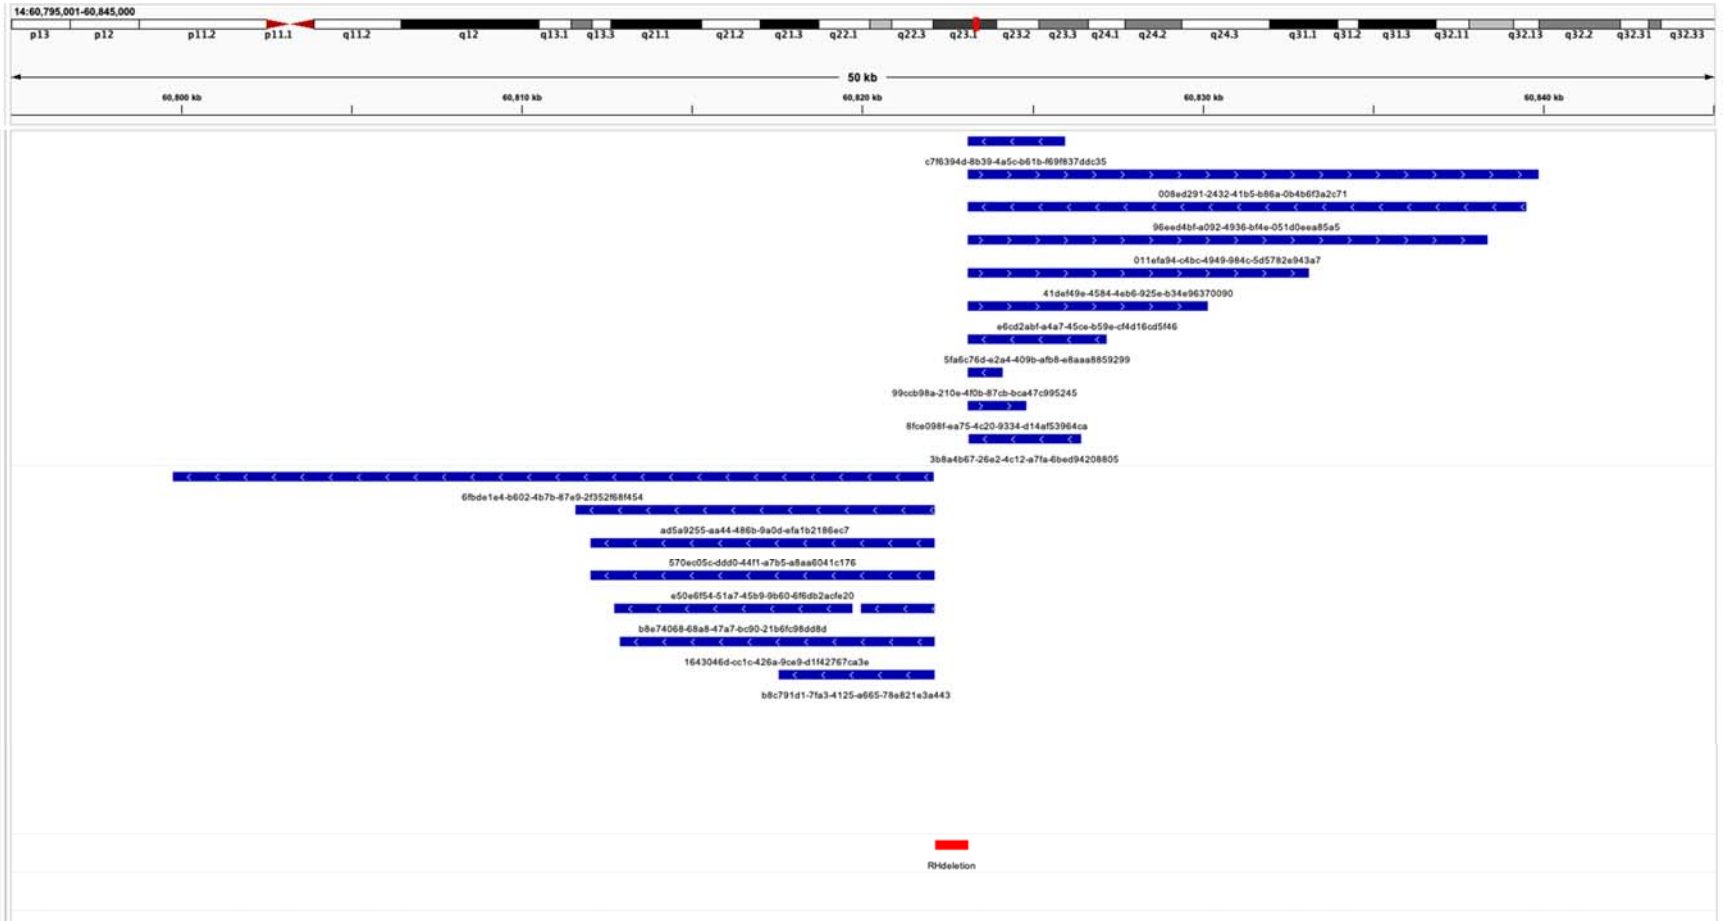 14:60,795,001-60,845,000
p13 p12 p11.2 p11.1 q11.2 q12 q13.1 q13.3 q21.1 q21.2 q21.3 q22.1 q22.3 q23.1 q23.2 q23.3 q24.1 q24.2 q24.3 q31.1 q31.2 q31.3 q32.11 q32.13 q32.2 q32.31 q32.33
50 kb
60,800 kb 60,810 kb 60,820 kb 60,830 kb 60,840 kb
c7f6394d-8b39-4a5c-b61b-f69f837ddc35
008ed291-2432-41b5-b86a-0b4b6f3a2c71
96eed4bf-a092-4936-bf4e-051d0eea85a5
011efa94-c4bc-4949-984c-5d5782e943a7
41def49e-4584-4eb6-925e-b34e96370090
e6cd2abf-a4a7-45ce-b59e-cf4d16cd5f46
5fa6c76d-e2a4-409b-afb8-e8aaa8859299
99ccb98a-210e-4f0b-87cb-bca47c995245
8fce098f-ea75-4c20-9334-d14af53964ca
3b8a4b67-26e2-4c12-a7fa-6bed94208805
6fbde1e4-b602-4b7b-87e9-2f352f68f454
ad5a9255-aa44-486b-9a0d-efa1b2186ec7
570ec05c-ddd0-44f1-a7b5-a8aa6041c176
e50e6f54-51a7-45b9-9b60-6f6db2acfe20
b8e74068-68a8-47a7-bc90-21b6fc98dd8d
1643046d-cc1c-426a-9ce9-d1f42767ca3e
b8c791d1-7fa3-4125-a665-78e821e3a443
RHdeletion